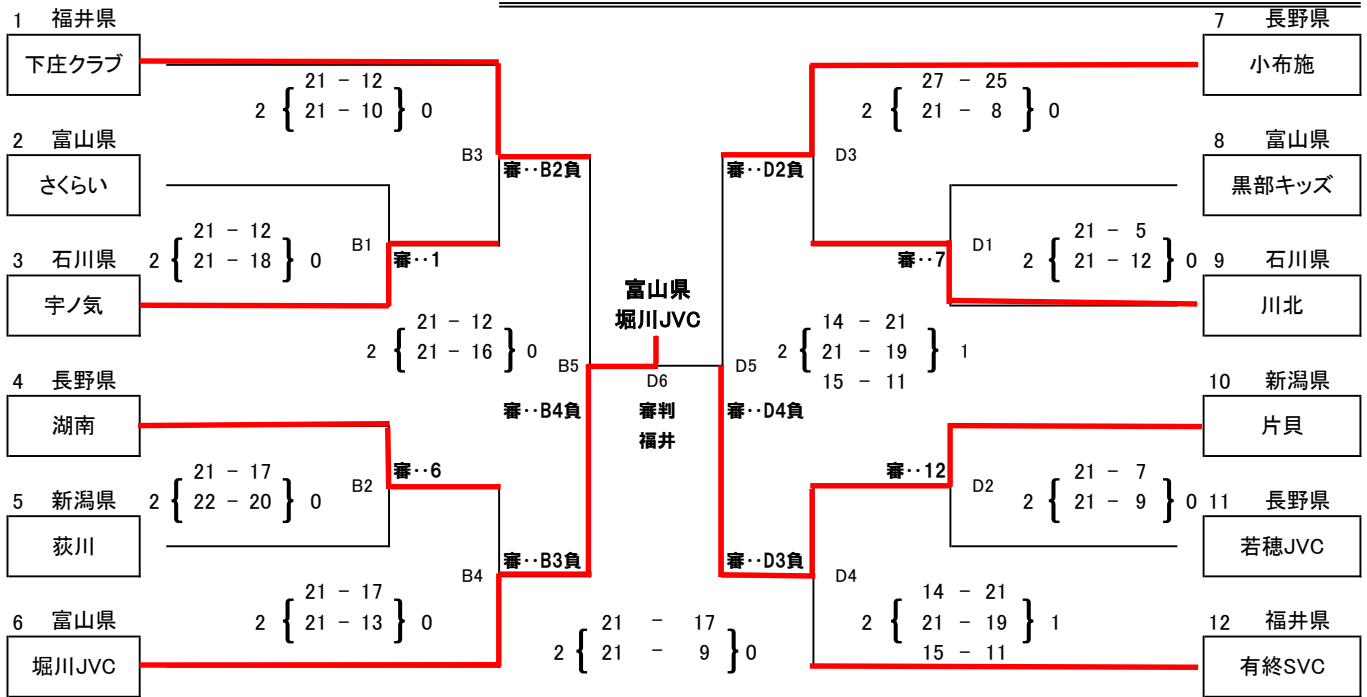 1 福井県
下庄クラブ
2 富山県
さくらい
3 石川県
宇ノ気
4 長野県
湖南
5 新潟県
荻川
6 富山県
堀川JVC
21 - 12
2 { 21 - 10 } 0
B3
審‥B2負
21 - 12
2 { 21 - 18 } 0
B1
審‥1
21 - 12
2 { 21 - 16 } 0
B5
審‥B4負
21 - 17
2 { 22 - 20 } 0
B2
審‥6
21 - 17
2 { 21 - 13 } 0
B4
審‥B3負
富山県
堀川JVC
D6
審判
福井
21 - 17
2 { 21 - 9 } 0
27 - 25
2 { 21 - 8 } 0
D3
審‥D2負
21 - 5
2 { 21 - 12 } 0
D1
審‥7
14 - 21
2 { 21 - 19 } 1
15 - 11
D5
審‥D4負
21 - 7
2 { 21 - 9 } 0
D2
審‥12
14 - 21
2 { 21 - 19 } 1
15 - 11
D4
審‥D3負
7 長野県
小布施
8 富山県
黒部キッズ
9 石川県
川北
10 新潟県
片貝
11 長野県
若穂JVC
12 福井県
有終SVC